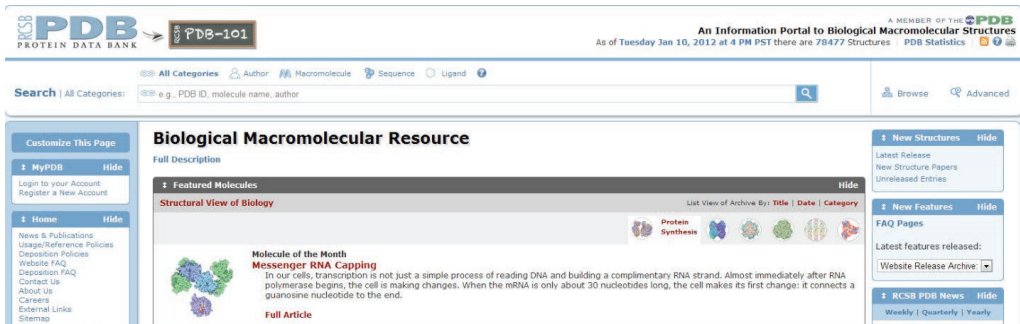 RCSB PDB
PROTEIN DATA BANK
RCSB PDB-101
A MEMBER OF THE PDB
An Information Portal to Biological Macromolecular Structures
As of Tuesday Jan 10, 2012 at 4 PM PST there are 78477 Structures | PDB Statistics
All Categories Author Macromolecule Sequence Ligand
Search | All Categories: e.g., PDB ID, molecule name, author Browse Advanced
Customize This Page
MyPDB Hide
Login to your Account
Register a New Account
Home Hide
News & Publications
Usage/Reference Policies
Deposition Policies
Website FAQ
Deposition FAQ
Contact Us
About Us
Careers
External Links
Sitemap
Biological Macromolecular Resource
Full Description
Featured Molecules Hide
Structural View of Biology List View of Archive By: Title | Date | Category
Protein
Synthesis
Molecule of the Month
Messenger RNA Capping
In our cells, transcription is not just a simple process of reading DNA and building a complimentary RNA strand. Almost immediately after RNA
polymerase begins, the cell is making changes. When the mRNA is only about 30 nucleotides long, the cell makes its first change: it connects a
guanosine nucleotide to the end.
Full Article
New Structures Hide
Latest Release
New Structure Papers
Unreleased Entries
New Features Hide
FAQ Pages
Latest features released:
Website Release Archive:
RCSB PDB News Hide
Weekly | Quarterly | Yearly